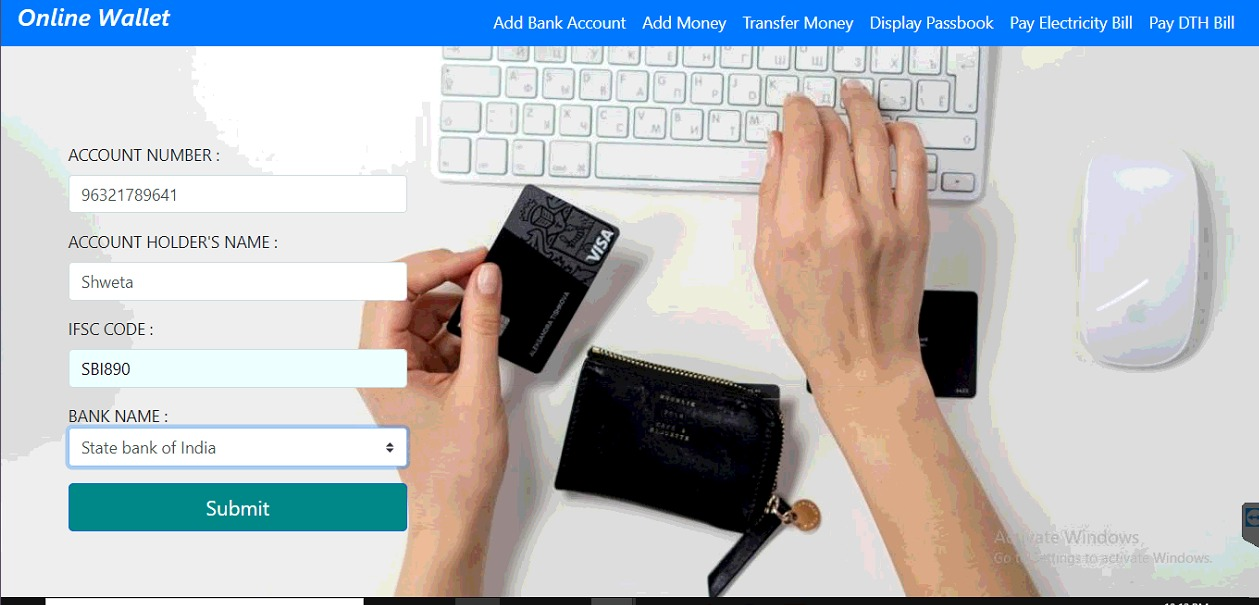 Online Wallet
Add Bank Account Add Money Transfer Money Display Passbook Pay Electricity Bill Pay DTH Bill
ACCOUNT NUMBER :
96321789641
ACCOUNT HOLDER'S NAME :
Shweta
IFSC CODE :
SBI890
BANK NAME :
State bank of India
Submit
VISA
ALEKSANDRA TISHKOVA
Activate Windows
Go to Settings to activate Windows.